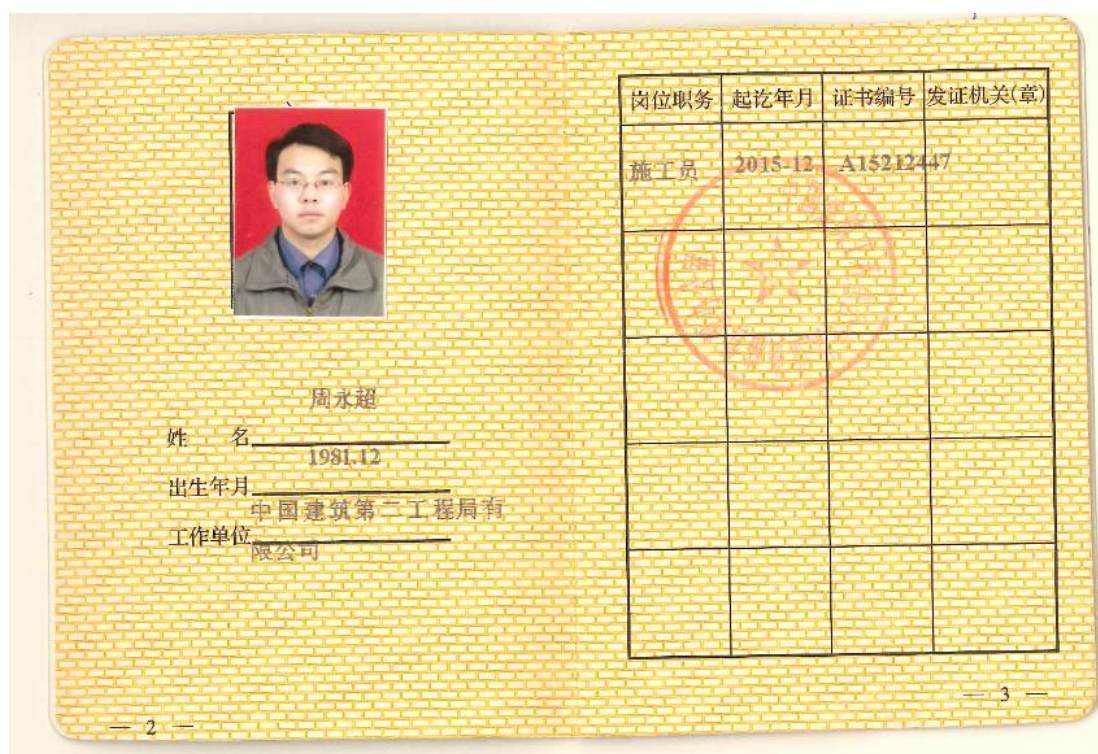 周永超
姓 名
1981.12
出生年月
中国建筑第二工程局有
工作单位
限公司
— 2 —
岗位职务 起讫年月 证书编号 发证机关(章)
施工员 2015-12 A15212447
— 3 —